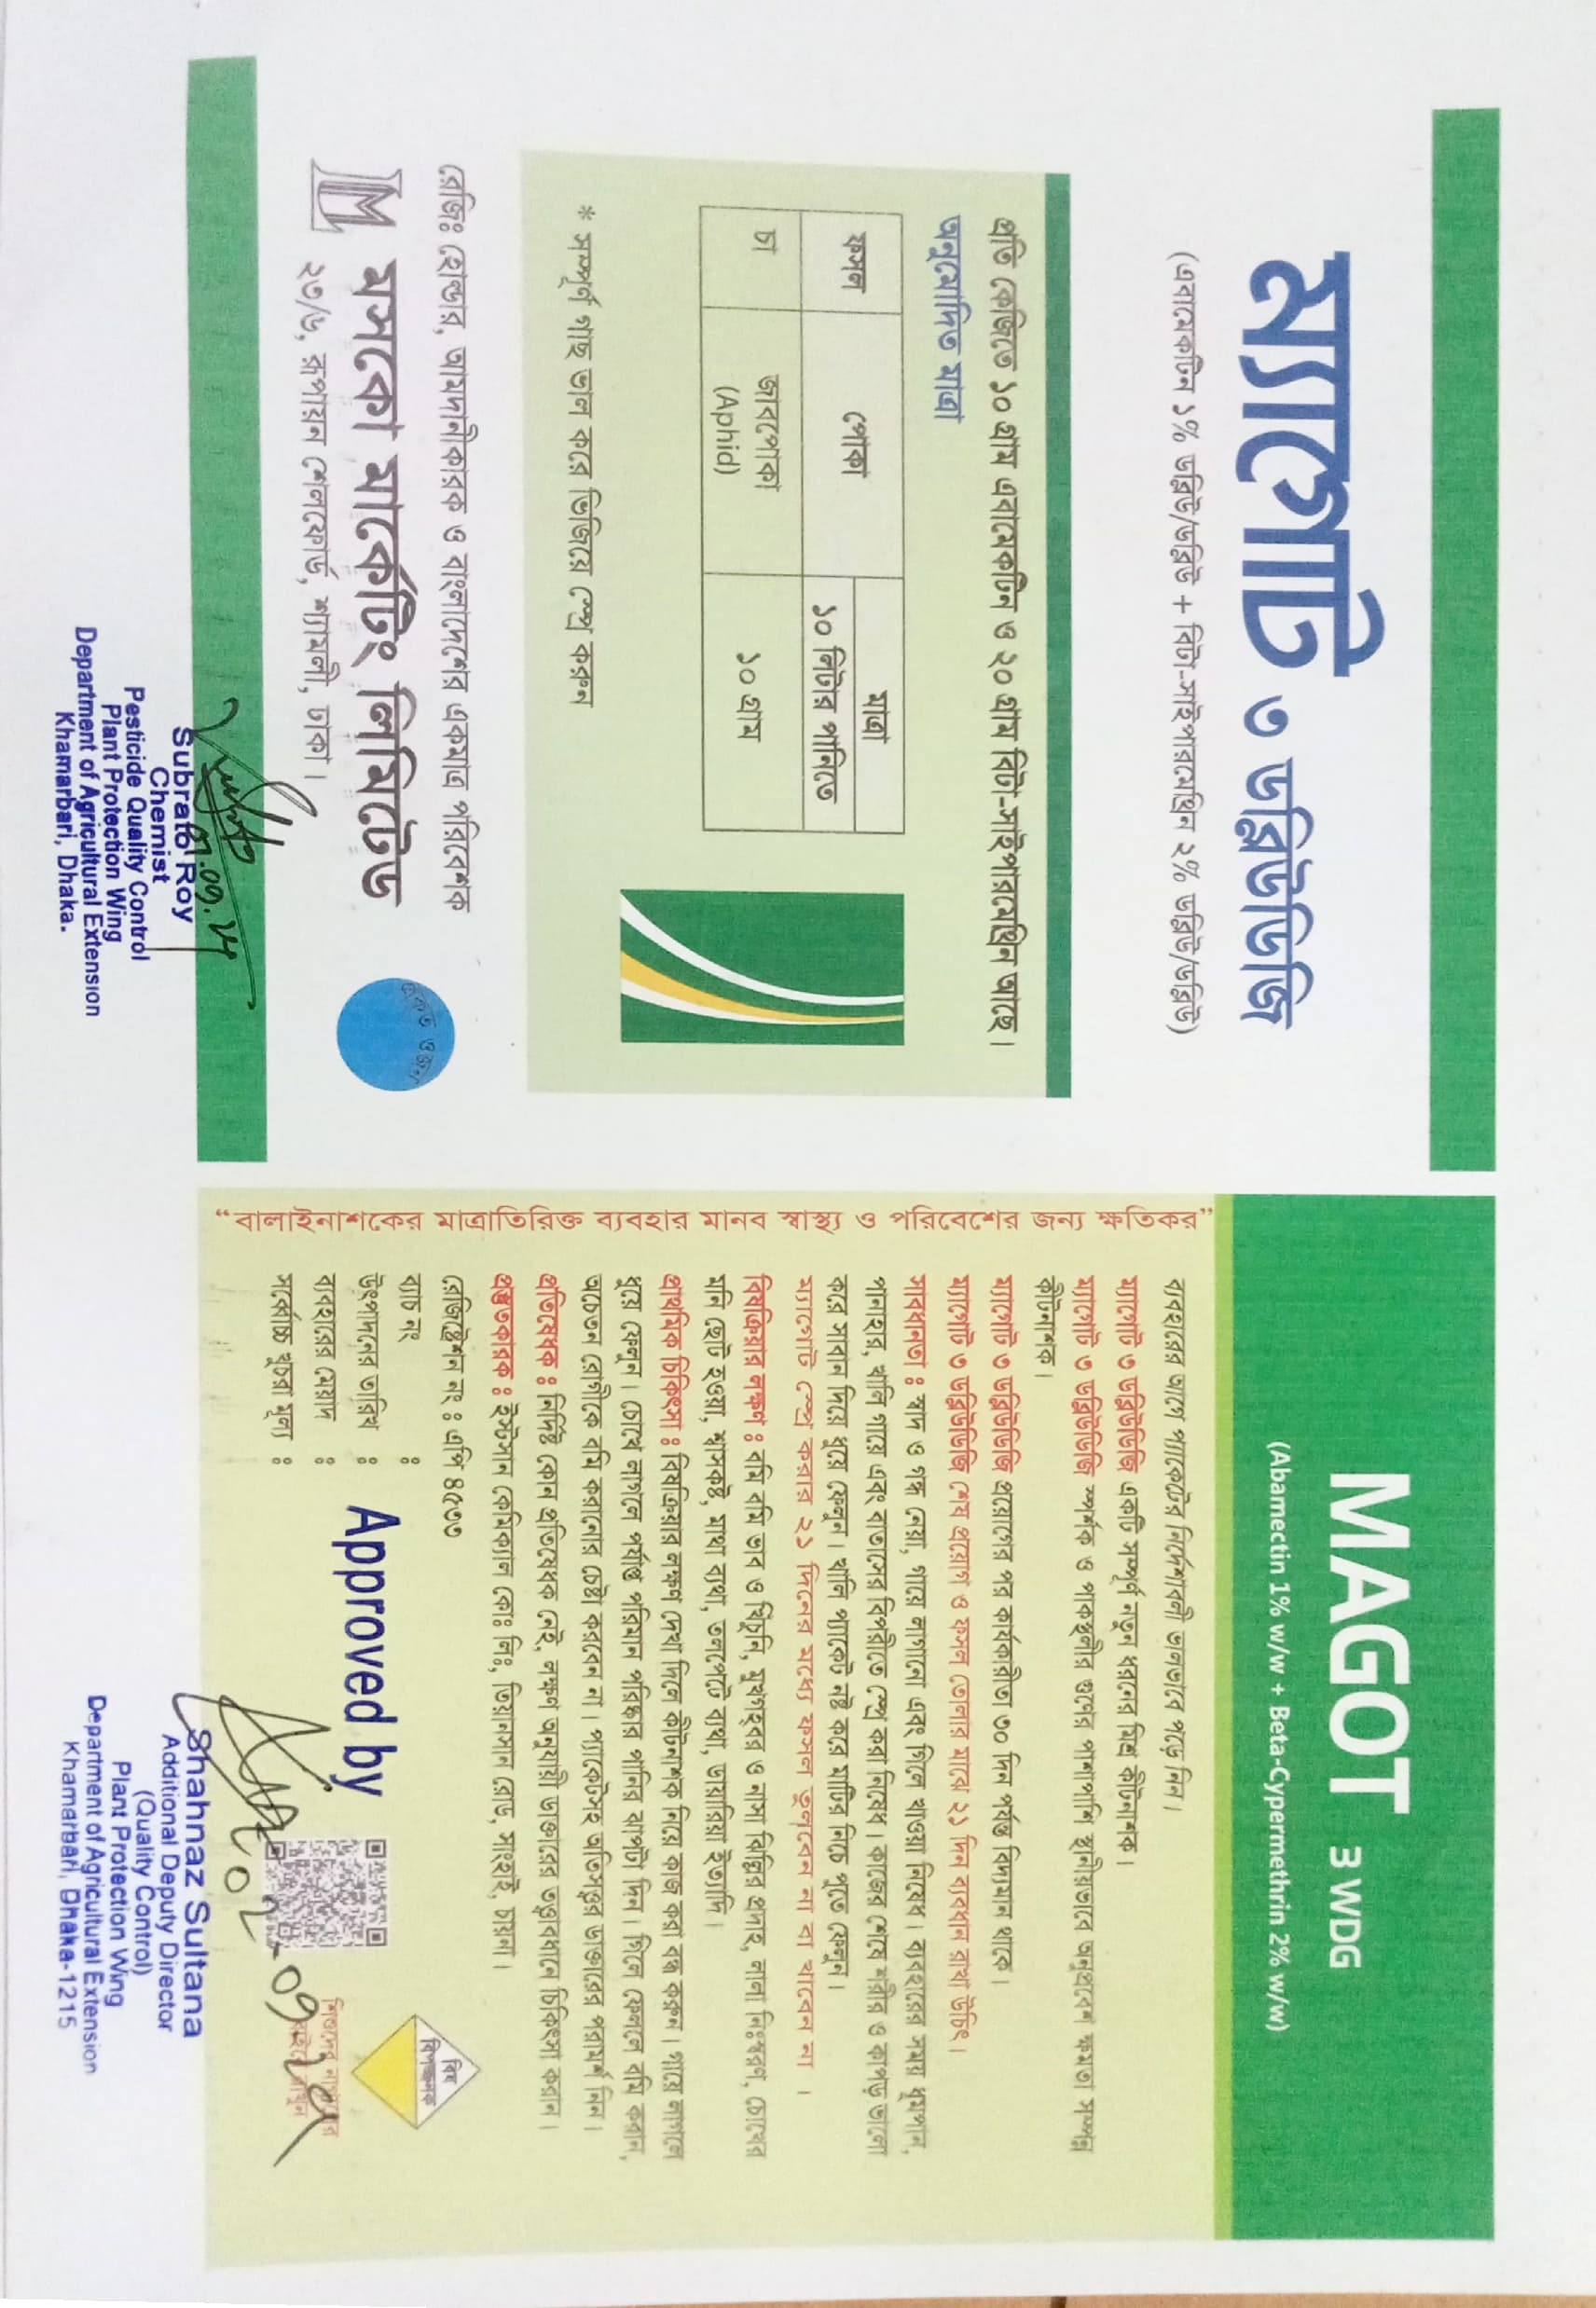 ম্যাগোট ৩ ডব্লিউডিজি
(এবামেকটিন ১% ডব্লিউ/ডব্লিউ + বিটা-সাইপারমেথ্রিন ২% ডব্লিউ/ডব্লিউ)
প্রতি কেজিতে ১০ গ্রাম এবামেকটিন ও ২০ গ্রাম বিটা-সাইপারমেথ্রিন আছে।
অনুমোদিত মাত্রা
ফসল পোকা মাত্রা
১০ লিটার পানিতে
চা জাবপোকা ১০ গ্রাম
(Aphid)
* সম্পূর্ণ গাছ ভাল করে ভিজিয়ে স্প্রে করুন
রেজিঃ হোল্ডার, আমদানীকারক ও বাংলাদেশের একমাত্র পরিবেশক
মসকো মার্কেটিং লিমিটেড
২৩/৬, রূপায়ন শেলফোর্ড, শ্যামলী, ঢাকা।
Subrato Roy
Chemist
Pesticide Quality Control
Plant Protection Wing
Department of Agricultural Extension
Khamarbari, Dhaka.
MAGOT 3 WDG
(Abamectin 1% w/w + Beta-Cypermethrin 2% w/w)
“বালাইনাশকের মাত্রাতিরিক্ত ব্যবহার মানব স্বাস্থ্য ও পরিবেশের জন্য ক্ষতিকর”
ব্যবহারের আগে প্যাকেটের নির্দেশাবলী ভালভাবে পড়ে নিন।
ম্যাগোট ৩ ডব্লিউডিজি একটি সম্পূর্ণ নতুন ধরনের মিশ্র কীটনাশক।
ম্যাগোট ৩ ডব্লিউডিজি স্পর্শক ও পাকস্থলীয় গুণের পাশাপাশি স্থানীয়ভাবে অনুপ্রবেশ ক্ষমতা সম্পন্ন
কীটনাশক।
ম্যাগোট ৩ ডব্লিউডিজি প্রয়োগের পর কার্যকারীতা ৩০ দিন পর্যন্ত বিদ্যমান থাকে।
ম্যাগোট ৩ ডব্লিউডিজি শেষ প্রয়োগ ও ফসল তোলার মাঝে ২১ দিন ব্যবধান রাখা উচিৎ।
সাবধানতা : স্বাদ ও গন্ধ নেয়া, গায়ে লাগানো এবং গিলে খাওয়া নিষেধ। ব্যবহারের সময় ধুমপান,
পানাহার, খালি গায়ে এবং বাতাসের বিপরীতে স্প্রে করা নিষেধ। কাজের শেষে শরীর ও কাপড় ভালো
করে সাবান দিয়ে ধুয়ে ফেলুন। খালি প্যাকেট নষ্ট করে মাটির নিচে পুতে ফেলুন।
ম্যাগোট স্প্রে করার ২১ দিনের মধ্যে ফসল তুলবেন না বা খাবেন না ।
বিষক্রিয়ার লক্ষণ : বমি বমি ভাব ও খিচুনি, মুখগহ্বর ও নাসা ঝিল্লির প্রদাহ, লালা নিঃস্বরণ, চোখের
মনি ছোট হওয়া, শ্বাসকষ্ট, মাথা ব্যথা, তলপেটে ব্যথা, ডায়রিয়া ইত্যাদি।
প্রাথমিক চিকিৎসা : বিষক্রিয়ার লক্ষণ দেখা দিলে কীটনাশক নিয়ে কাজ করা বন্ধ করুন। গায়ে লাগলে
ধুয়ে ফেলুন। চোখে লাগলে পর্যাপ্ত পরিমান পরিষ্কার পানির ঝাপটা দিন। গিলে ফেললে বমি করান,
অচেতন রোগীকে বমি করানোর চেষ্টা করবেন না। প্যাকেটসহ অতিসত্বর ডাক্তারের পরামর্শ নিন।
প্রতিষেধক : নির্দিষ্ট কোন প্রতিষেধক নেই, লক্ষণ অনুযায়ী ডাক্তারের তত্ত্বাবধানে চিকিৎসা করান।
প্রস্তুতকারক : ইস্টসান কেমিক্যাল কোঃ লিঃ, তিয়ানসান রোড, সাংহাই, চায়না।
রেজিষ্ট্রেশন নং : এপি ৪৫৩৩
ব্যাচ নং :
উৎপাদনের তারিখ :
ব্যবহারের মেয়াদ :
সর্বোচ্চ খুচরা মূল্য :
Approved by
বিষ
বিপজ্জনক
Shahnaz Sultana
Additional Deputy Director
(Quality Control)
Plant Protection Wing
Department of Agricultural Extension
Khamarbari, Dhaka-1215